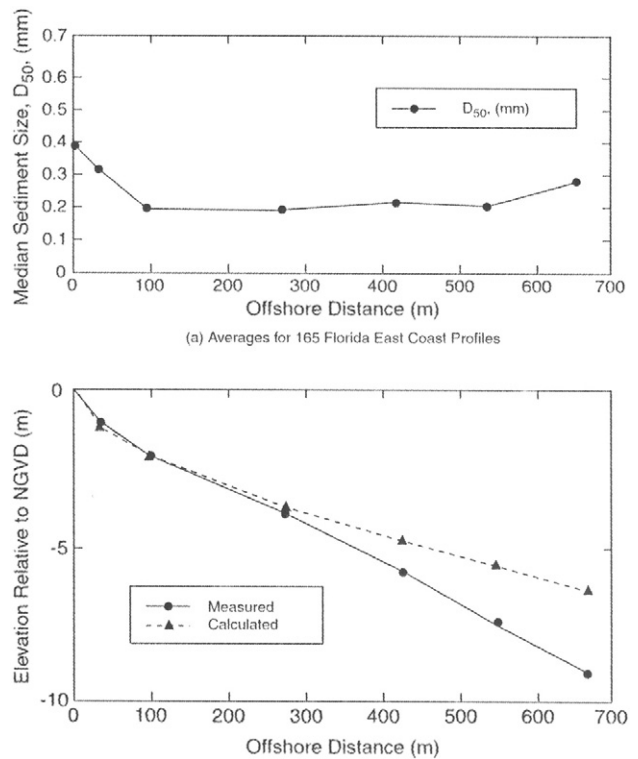 0.7
0.6
0.5
0.4
0.3
0.2
0.1
0
Median Sediment Size, D50, (mm)
D50, (mm)
0 100 200 300 400 500 600 700
Offshore Distance (m)
(a) Averages for 165 Florida East Coast Profiles
0
-5
-10
Elevation Relative to NGVD (m)
Measured
Calculated
0 100 200 300 400 500 600 700
Offshore Distance (m)